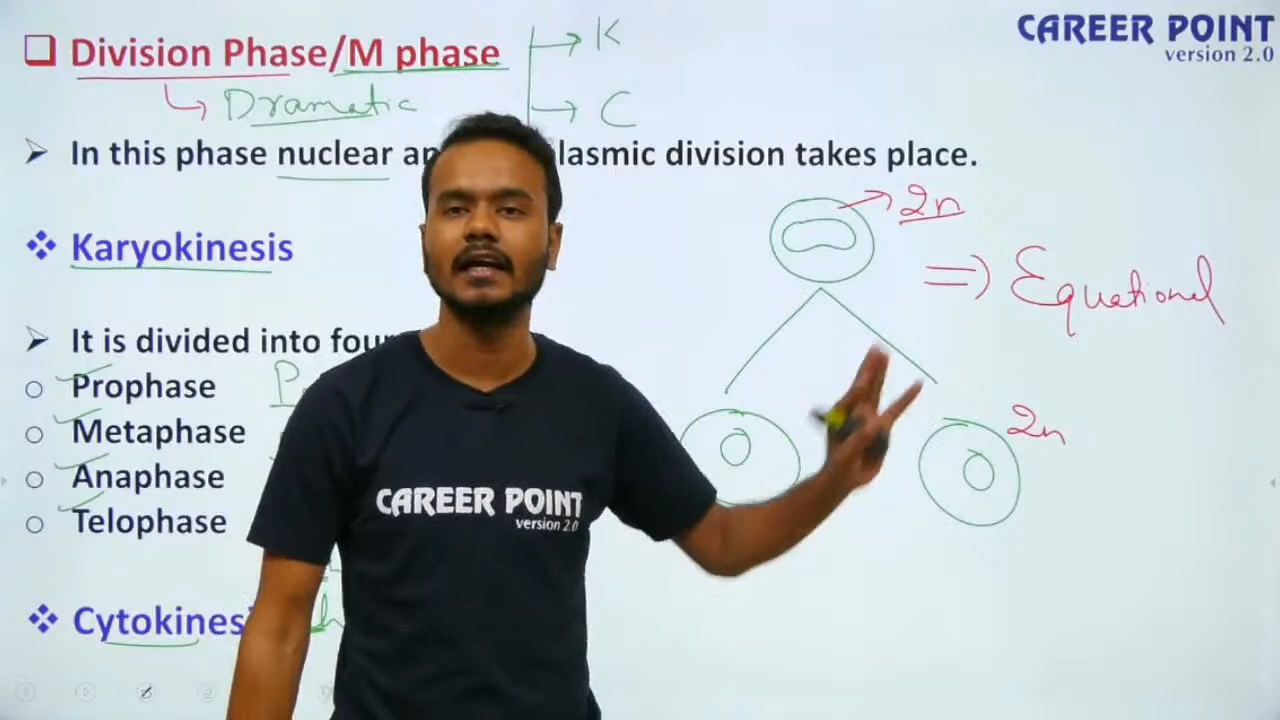 Division Phase/M phase
K
CAREER POINT
version 2.0
Dramatic
C
In this phase nuclear an lasmic division takes place.
2n
Karyokinesis
=> Equational
It is divided into four
Prophase P
Metaphase
Anaphase
Telophase
2n
CAREER POINT
version 2.0
Cytokinesi